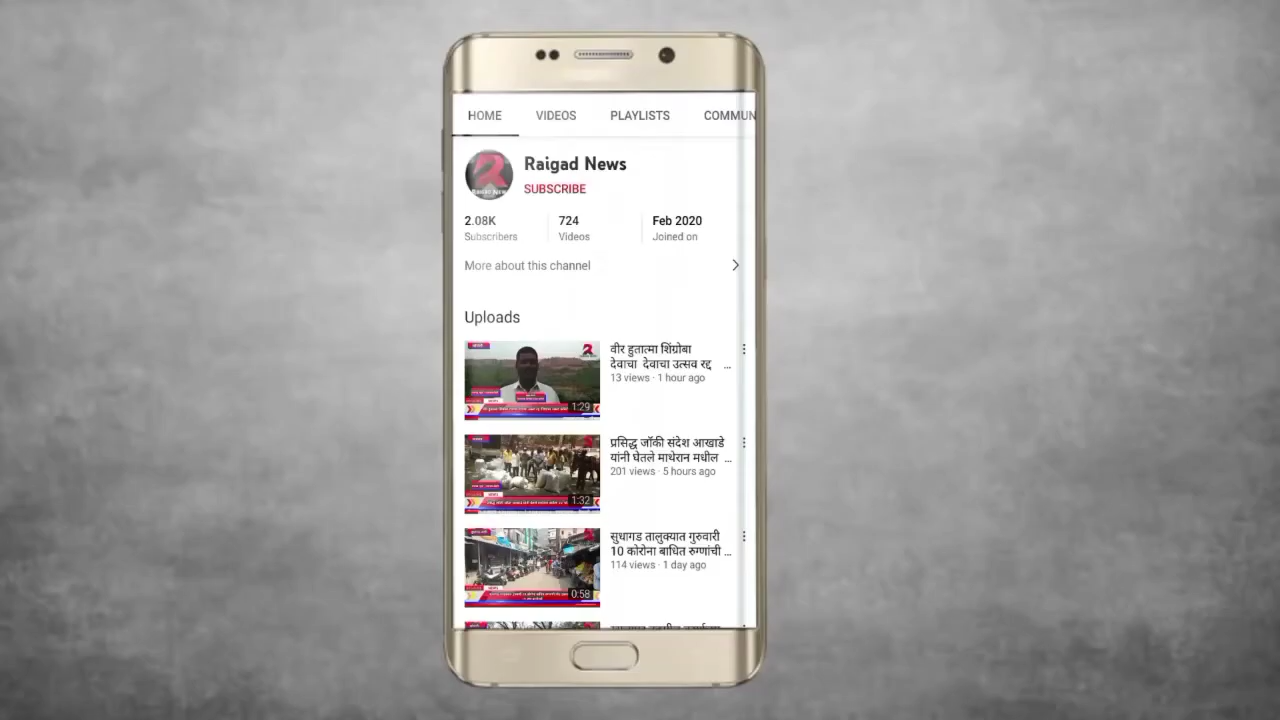 HOME VIDEOS PLAYLISTS COMMUN
Raigad News
SUBSCRIBE
2.08K 724 Feb 2020
Subscribers Videos Joined on
More about this channel
Uploads
वीर हुतात्मा शिंग्रोबा
देवाचा देवाचा उत्सव रद्द ...
13 views · 1 hour ago
1:29
प्रसिद्ध जॉकी संदेश आखाडे
यांनी घेतले माथेरान मधील ...
201 views · 5 hours ago
1:32
सुधागड तालुक्यात गुरुवारी
10 कोरोना बाधित रुग्णांची ...
114 views · 1 day ago
0:58